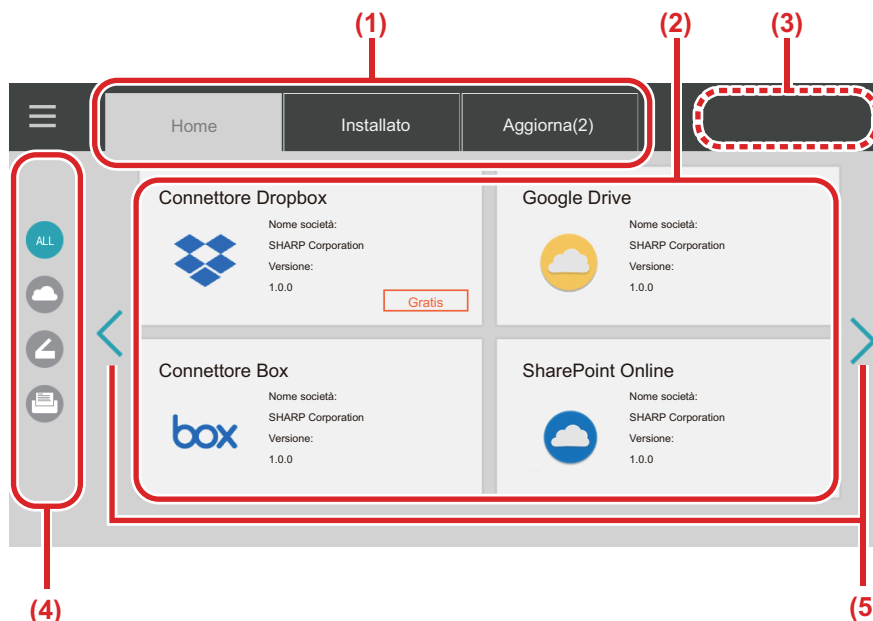 (1)
(2)
(3)
Home
Installato
Aggiorna(2)
ALL
Connettore Dropbox
Nome società:
SHARP Corporation
Versione:
1.0.0
Gratis
Google Drive
Nome società:
SHARP Corporation
Versione:
1.0.0
Connettore Box
box
Nome società:
SHARP Corporation
Versione:
1.0.0
SharePoint Online
Nome società:
SHARP Corporation
Versione:
1.0.0
(4)
(5